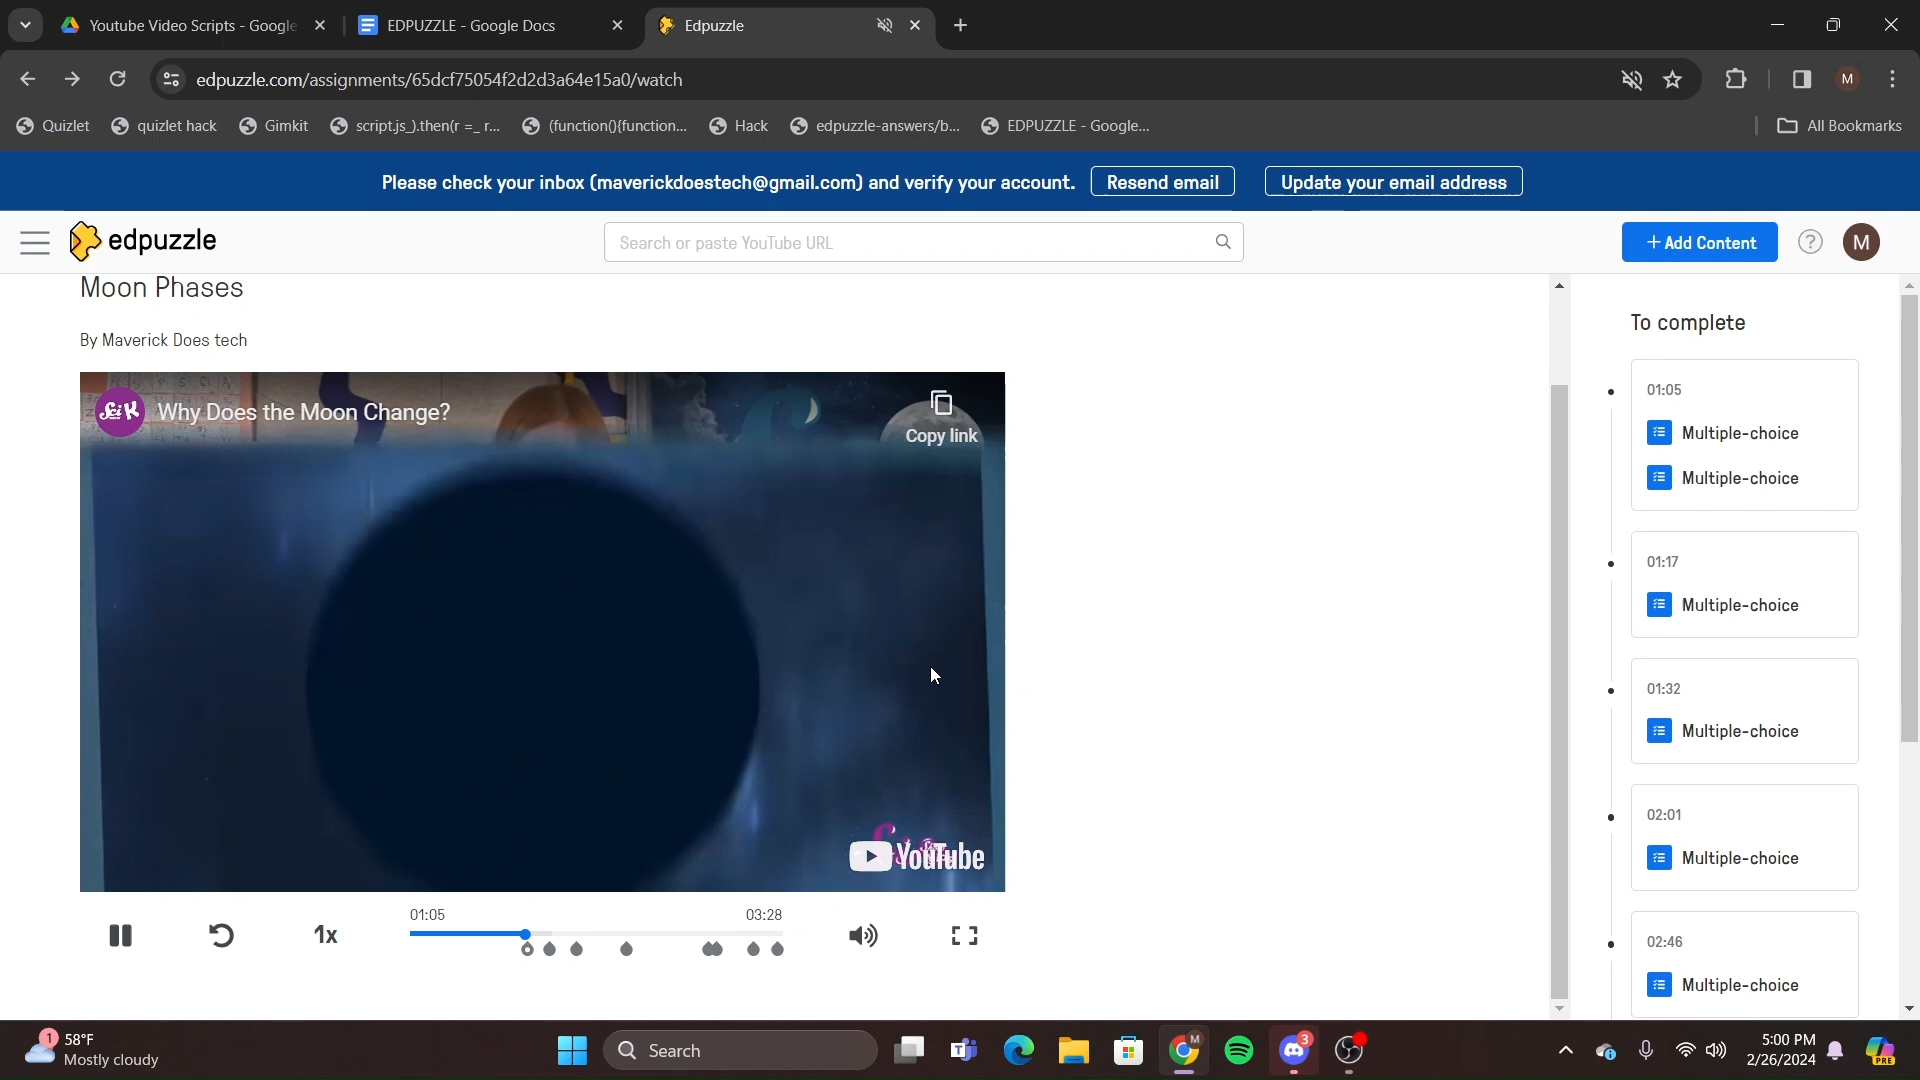 Youtube Video Scripts - Google
EDPUZZLE - Google Docs
Edpuzzle
edpuzzle.com/assignments/65dcf75054f2d2d3a64e15a0/watch
M
Quizlet
quizlet hack
Gimkit
script.js_).then(r =_ r...
(function(){function...
Hack
edpuzzle-answers/b...
EDPUZZLE - Google...
All Bookmarks
Please check your inbox (maverickdoestech@gmail.com) and verify your account.
Resend email
Update your email address
edpuzzle
Search or paste YouTube URL
+ Add Content
?
M
Moon Phases
By Maverick Does tech
Sci K
Why Does the Moon Change?
Copy link
YouTube
01:05
03:28
1x
To complete
01:05
Multiple-choice
Multiple-choice
01:17
Multiple-choice
01:32
Multiple-choice
02:01
Multiple-choice
02:46
Multiple-choice
1
58°F
Mostly cloudy
Search
M
3
5:00 PM
2/26/2024
PRE